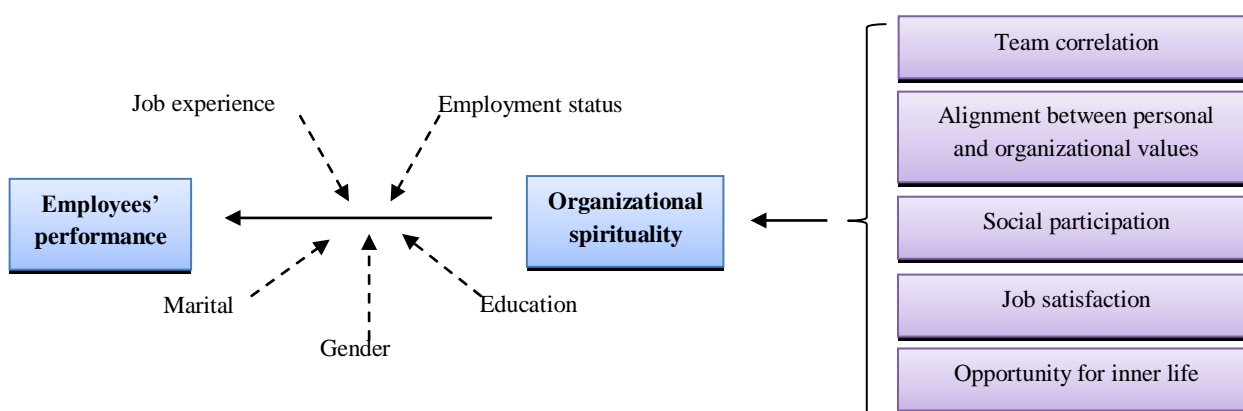 Team correlation
Job experience
Employment status
Alignment between personal
and organizational values
Employees’
performance
Organizational
spirituality
Social participation
Marital
Education
Gender
Job satisfaction
Opportunity for inner life